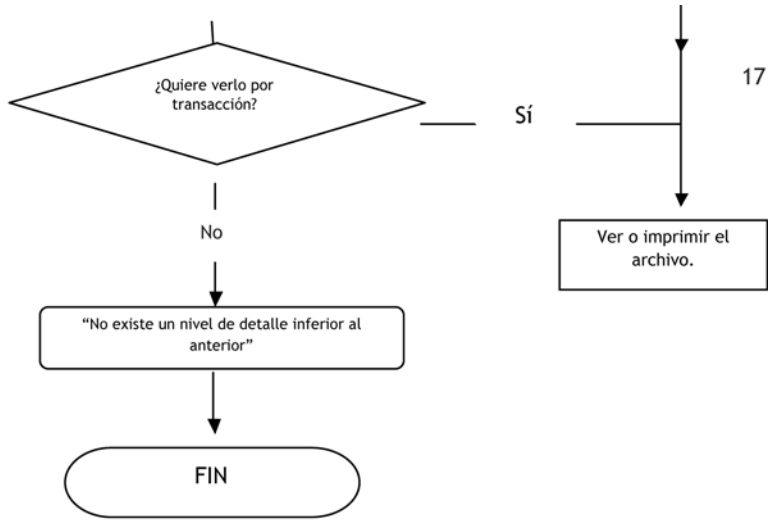 ¿Quiere verlo por
transacción?
17
Sí
No
Ver o imprimir el
archivo.
“No existe un nivel de detalle inferior al
anterior”
FIN